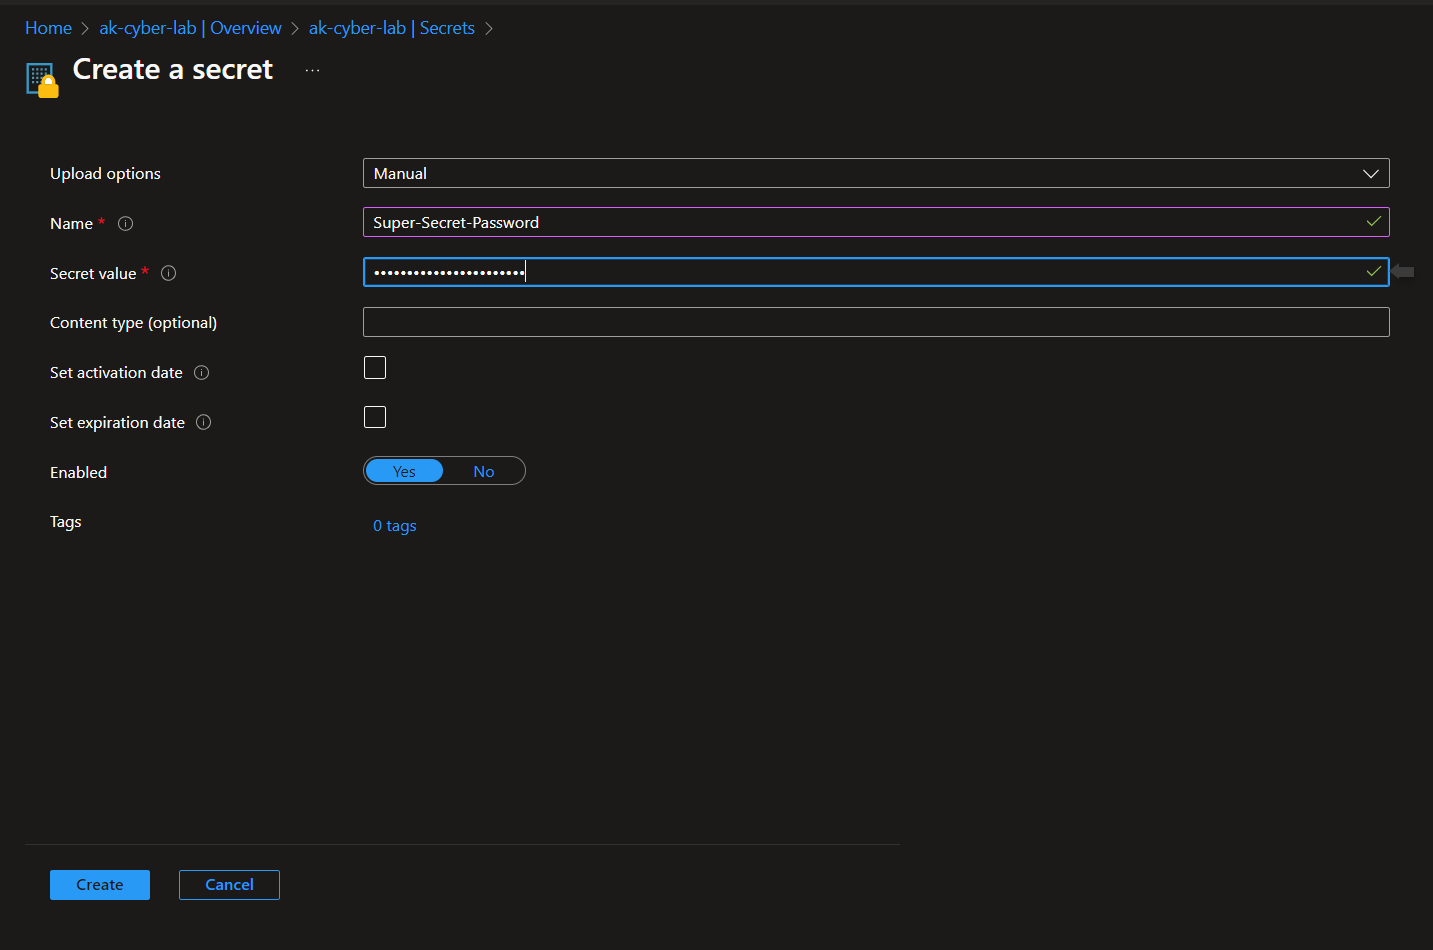 Home > ak-cyber-lab | Overview > ak-cyber-lab | Secrets >
Create a secret ...
Upload options Manual
Name * Super-Secret-Password
Secret value * •••••••••••••••••••••••
Content type (optional)
Set activation date
Set expiration date
Enabled Yes No
Tags 0 tags
Create Cancel